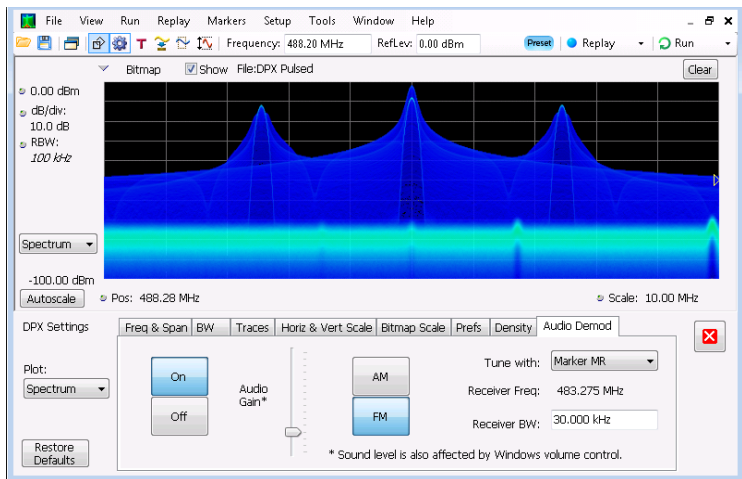 File View Run Replay Markers Setup Tools Window Help
T Frequency: 488.20 MHz RefLev: 0.00 dBm Preset Replay Run
Bitmap Show File:DPX Pulsed Clear
0.00 dBm
dB/div:
10.0 dB
RBW:
100 kHz
Spectrum
-100.00 dBm
Autoscale Pos: 488.28 MHz Scale: 10.00 MHz
DPX Settings Freq & Span BW Traces Horiz & Vert Scale Bitmap Scale Prefs Density Audio Demod
Plot:
Spectrum
Restore
Defaults
On
Off
Audio
Gain*
AM
FM
Tune with: Marker MR
Receiver Freq: 483.275 MHz
Receiver BW: 30.000 kHz
* Sound level is also affected by Windows volume control.